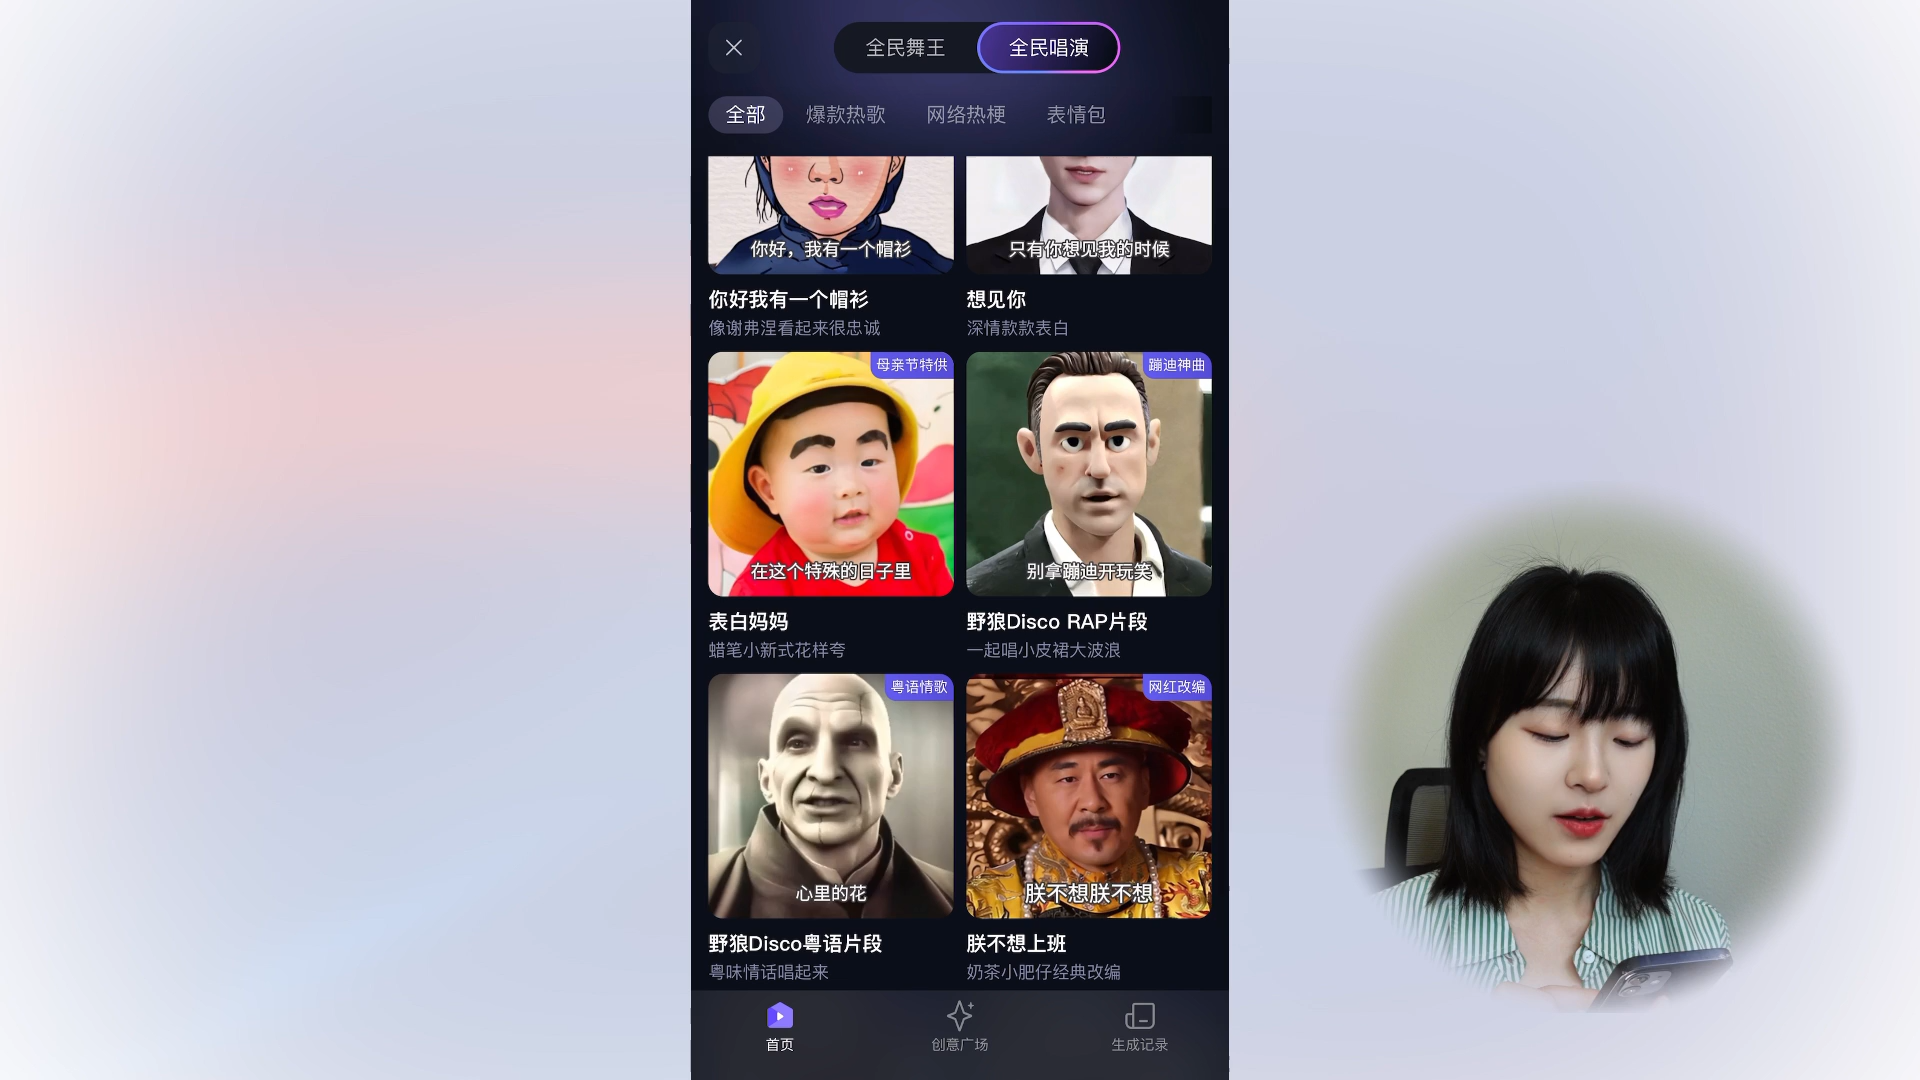 全民舞王
全民唱演
全部
爆款热歌
网络热梗
表情包
你好，我有一个帽衫
只有你想见我的时候
你好我有一个帽衫
想见你
像谢弗涅看起来很忠诚
深情款款表白
母亲节特供
蹦迪神曲
在这个特殊的日子里
别拿蹦迪开玩笑
表白妈妈
野狼Disco RAP片段
蜡笔小新式花样夸
一起唱小皮裙大波浪
粤语情歌
网红改编
心里的花
朕不想朕不想
野狼Disco粤语片段
朕不想上班
粤味情话唱起来
奶茶小肥仔经典改编
首页
创意广场
生成记录